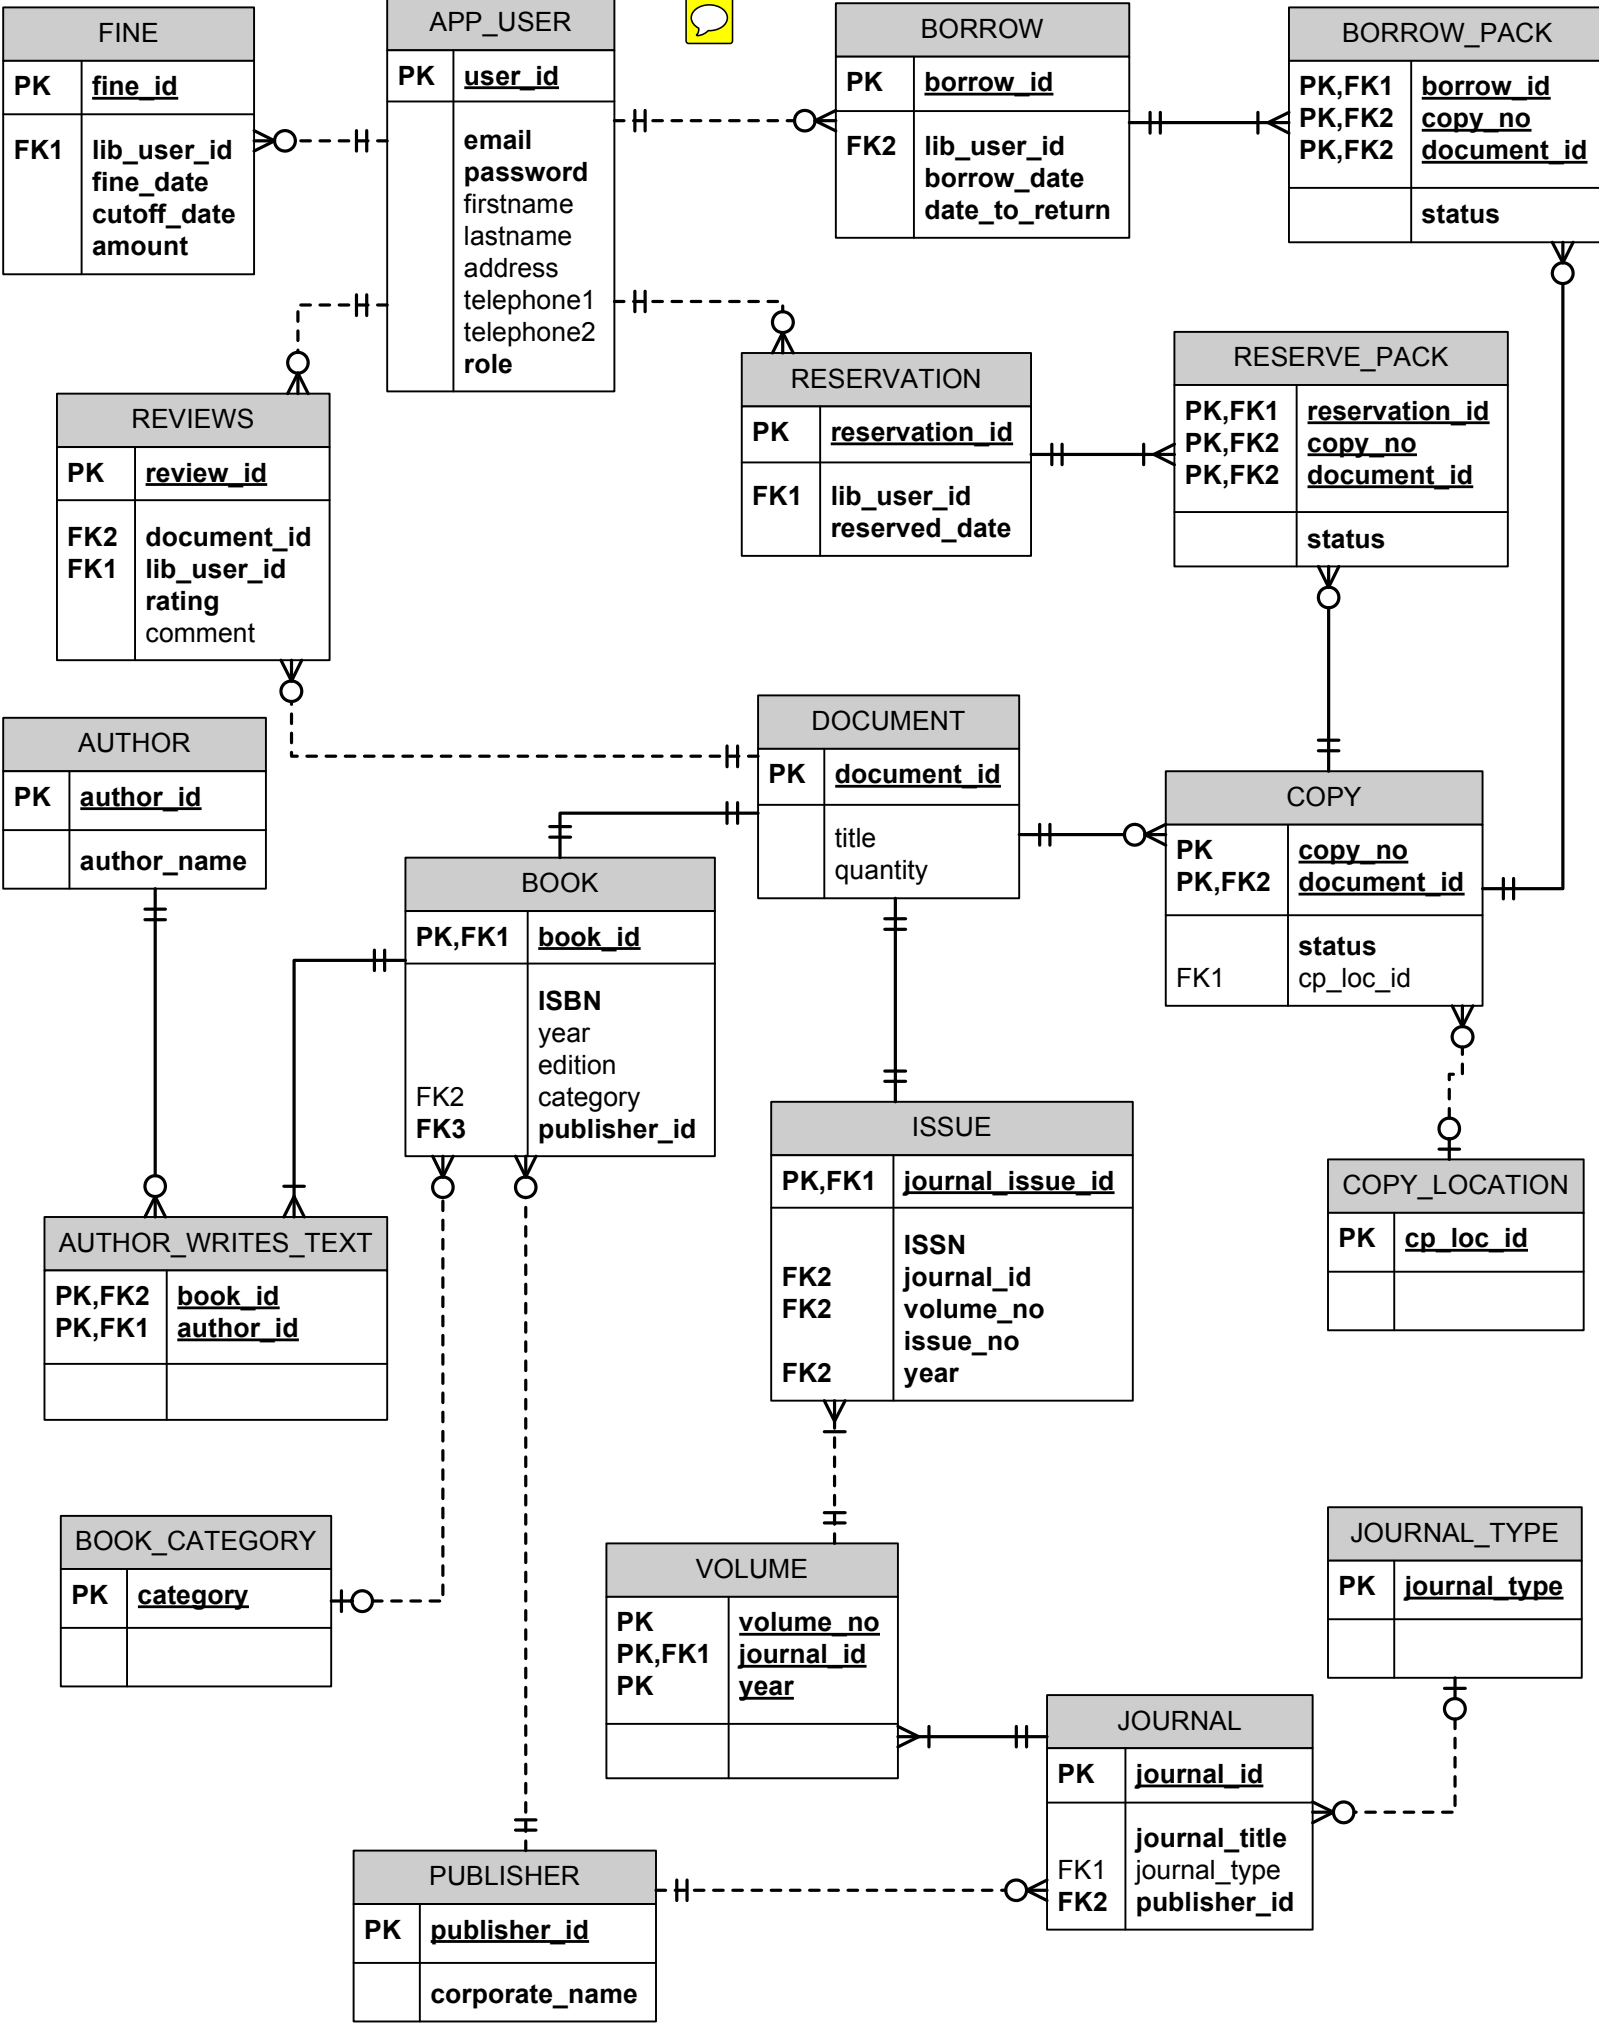 FINE
PK fine_id
FK1 lib_user_id
fine_date
cutoff_date
amount
APP_USER
PK user_id
email
password
firstname
lastname
address
telephone1
telephone2
role
BORROW
PK borrow_id
FK2 lib_user_id
borrow_date
date_to_return
BORROW_PACK
PK,FK1 borrow_id
PK,FK2 copy_no
PK,FK2 document_id
status
REVIEWS
PK review_id
FK2 document_id
FK1 lib_user_id
rating
comment
RESERVATION
PK reservation_id
FK1 lib_user_id
reserved_date
RESERVE_PACK
PK,FK1 reservation_id
PK,FK2 copy_no
PK,FK2 document_id
status
AUTHOR
PK author_id
author_name
DOCUMENT
PK document_id
title
quantity
COPY
PK copy_no
PK,FK2 document_id
status
FK1 cp_loc_id
BOOK
PK,FK1 book_id
ISBN
year
edition
FK2 category
FK3 publisher_id
ISSUE
PK,FK1 journal_issue_id
ISSN
FK2 journal_id
FK2 volume_no
issue_no
FK2 year
COPY_LOCATION
PK cp_loc_id
AUTHOR_WRITES_TEXT
PK,FK2 book_id
PK,FK1 author_id
BOOK_CATEGORY
PK category
VOLUME
PK volume_no
PK,FK1 journal_id
PK year
JOURNAL_TYPE
PK journal_type
JOURNAL
PK journal_id
journal_title
FK1 journal_type
FK2 publisher_id
PUBLISHER
PK publisher_id
corporate_name